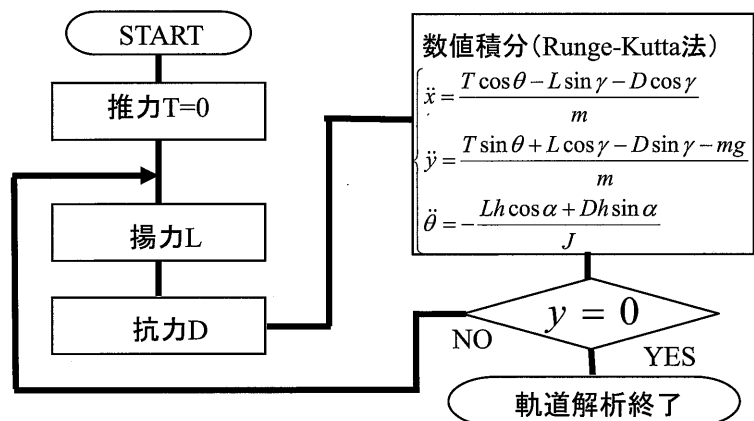 START
推力T=0
揚力L
抗力D
数値積分(Runge-Kutta法)
ẍ = (T cos θ − L sin γ − D cos γ) / m
ÿ = (T sin θ + L cos γ − D sin γ − mg) / m
θ̈ = −(Lh cos α + Dh sin α) / J
y = 0
NO
YES
軌道解析終了